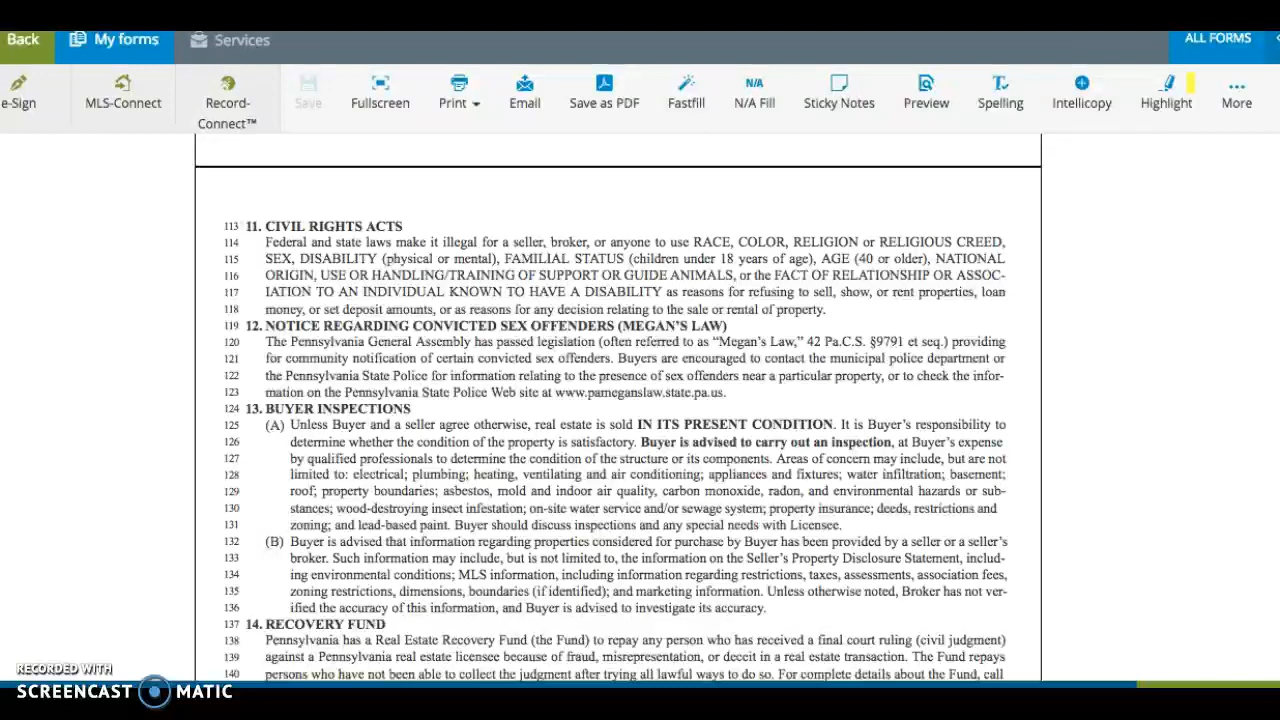 Back My forms Services ALL FORMS
e-Sign MLS-Connect Record-Connect™ Save Fullscreen Print Email Save as PDF Fastfill N/A N/A Fill Sticky Notes Preview Spelling Intellicopy Highlight More
113 11. CIVIL RIGHTS ACTS
114 Federal and state laws make it illegal for a seller, broker, or anyone to use RACE, COLOR, RELIGION or RELIGIOUS CREED,
115 SEX, DISABILITY (physical or mental), FAMILIAL STATUS (children under 18 years of age), AGE (40 or older), NATIONAL
116 ORIGIN, USE OR HANDLING/TRAINING OF SUPPORT OR GUIDE ANIMALS, or the FACT OF RELATIONSHIP OR ASSOC-
117 IATION TO AN INDIVIDUAL KNOWN TO HAVE A DISABILITY as reasons for refusing to sell, show, or rent properties, loan
118 money, or set deposit amounts, or as reasons for any decision relating to the sale or rental of property.
119 12. NOTICE REGARDING CONVICTED SEX OFFENDERS (MEGAN'S LAW)
120 The Pennsylvania General Assembly has passed legislation (often referred to as "Megan's Law," 42 Pa.C.S. §9791 et seq.) providing
121 for community notification of certain convicted sex offenders. Buyers are encouraged to contact the municipal police department or
122 the Pennsylvania State Police for information relating to the presence of sex offenders near a particular property, or to check the infor-
123 mation on the Pennsylvania State Police Web site at www.pameganslaw.state.pa.us.
124 13. BUYER INSPECTIONS
125 (A) Unless Buyer and a seller agree otherwise, real estate is sold IN ITS PRESENT CONDITION. It is Buyer's responsibility to
126 determine whether the condition of the property is satisfactory. Buyer is advised to carry out an inspection, at Buyer's expense
127 by qualified professionals to determine the condition of the structure or its components. Areas of concern may include, but are not
128 limited to: electrical; plumbing; heating, ventilating and air conditioning; appliances and fixtures; water infiltration; basement;
129 roof; property boundaries; asbestos, mold and indoor air quality, carbon monoxide, radon, and environmental hazards or sub-
130 stances; wood-destroying insect infestation; on-site water service and/or sewage system; property insurance; deeds, restrictions and
131 zoning; and lead-based paint. Buyer should discuss inspections and any special needs with Licensee.
132 (B) Buyer is advised that information regarding properties considered for purchase by Buyer has been provided by a seller or a seller's
133 broker. Such information may include, but is not limited to, the information on the Seller's Property Disclosure Statement, includ-
134 ing environmental conditions; MLS information, including information regarding restrictions, taxes, assessments, association fees,
135 zoning restrictions, dimensions, boundaries (if identified); and marketing information. Unless otherwise noted, Broker has not ver-
136 ified the accuracy of this information, and Buyer is advised to investigate its accuracy.
137 14. RECOVERY FUND
138 Pennsylvania has a Real Estate Recovery Fund (the Fund) to repay any person who has received a final court ruling (civil judgment)
139 against a Pennsylvania real estate licensee because of fraud, misrepresentation, or deceit in a real estate transaction. The Fund repays
140 persons who have not been able to collect the judgment after trying all lawful ways to do so. For complete details about the Fund, call
RECORDED WITH
SCREENCAST MATIC